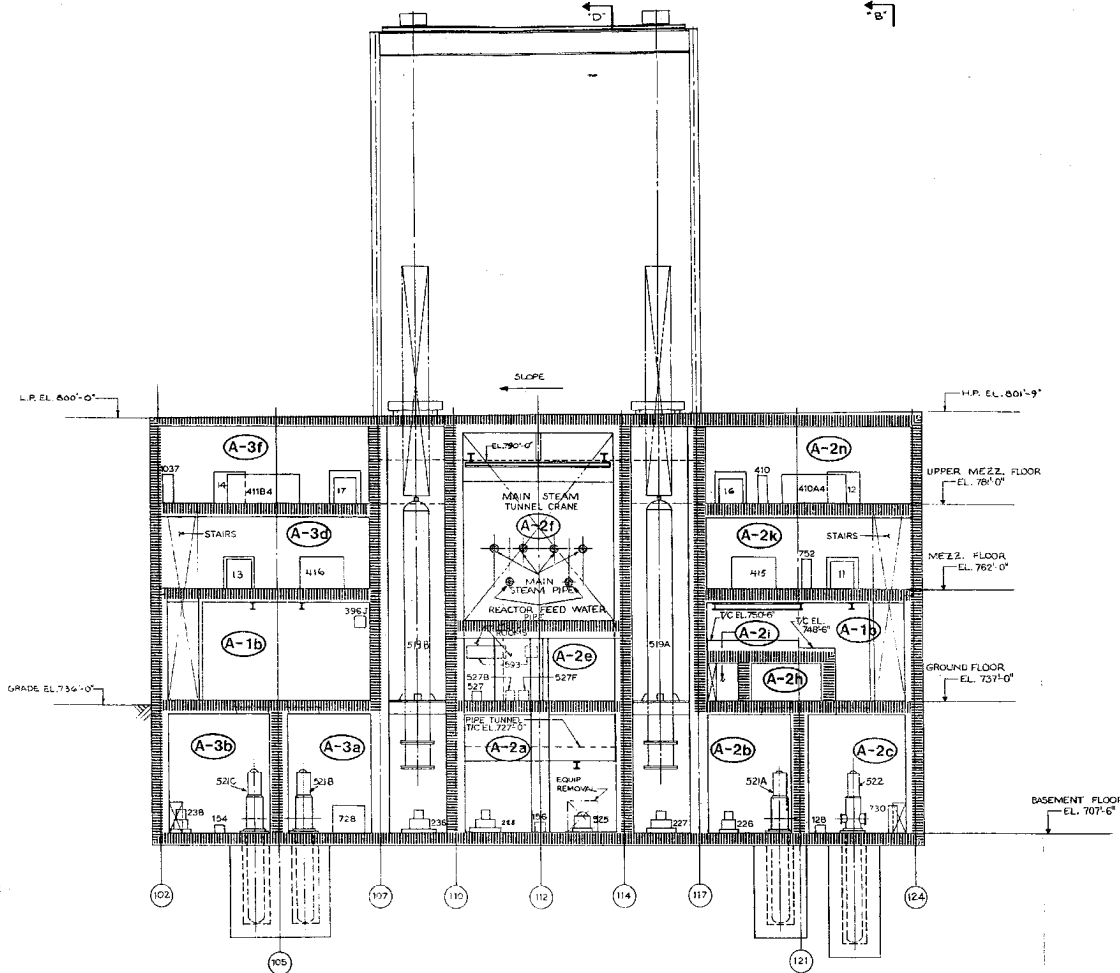 "D"
"B"
SLOPE
L.P. EL. 800'-0"
H.P. EL. 801'-9"
A-3f
EL. 790'-0"
A-2n
1037
14
411B4
17
16
410
410A4
12
UPPER MEZZ. FLOOR
EL. 781'-0"
MAIN STEAM
TUNNEL CRANE
A-2f
STAIRS
A-3d
A-2k
STAIRS
13
416
415
752
11
MEZZ. FLOOR
EL. 762'-0"
MAIN
STEAM PIPE
REACTOR FEED WATER
PIPE
ROOMS
396
T/C EL. 750'-6"
T/C EL.
748'-6"
A-1b
519B
593
A-2e
519A
A-2i
A-1b
527B
527F
527
A-2h
GROUND FLOOR
EL. 737'-0"
GRADE EL. 736'-0"
PIPE TUNNEL
T/C EL. 727'-0"
A-3b
A-3a
A-2a
A-2b
A-2c
521C
521B
EQUIP
REMOVAL
521A
522
238
154
728
236
156
525
227
226
128
730
BASEMENT FLOOR
EL. 707'-6"
102
107
110
112
114
117
124
105
121